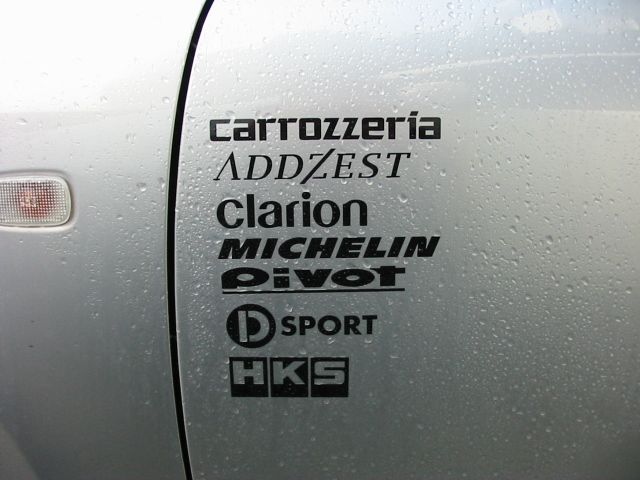 carrozzeria
ADDZEST
clarion
MICHELIN
Pivot
D SPORT
HKS